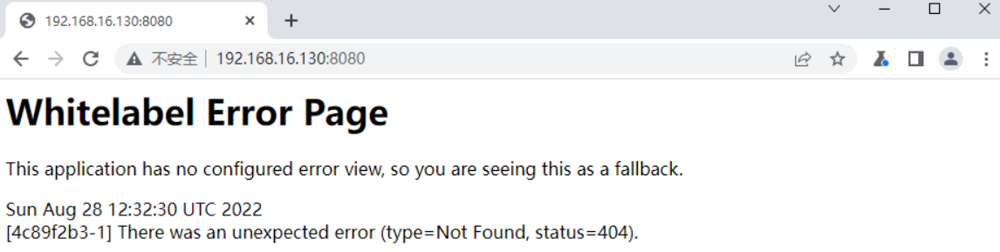 192.168.16.130:8080
不安全 192.168.16.130:8080
Whitelabel Error Page
This application has no configured error view, so you are seeing this as a fallback.
Sun Aug 28 12:32:30 UTC 2022
[4c89f2b3-1] There was an unexpected error (type=Not Found, status=404).